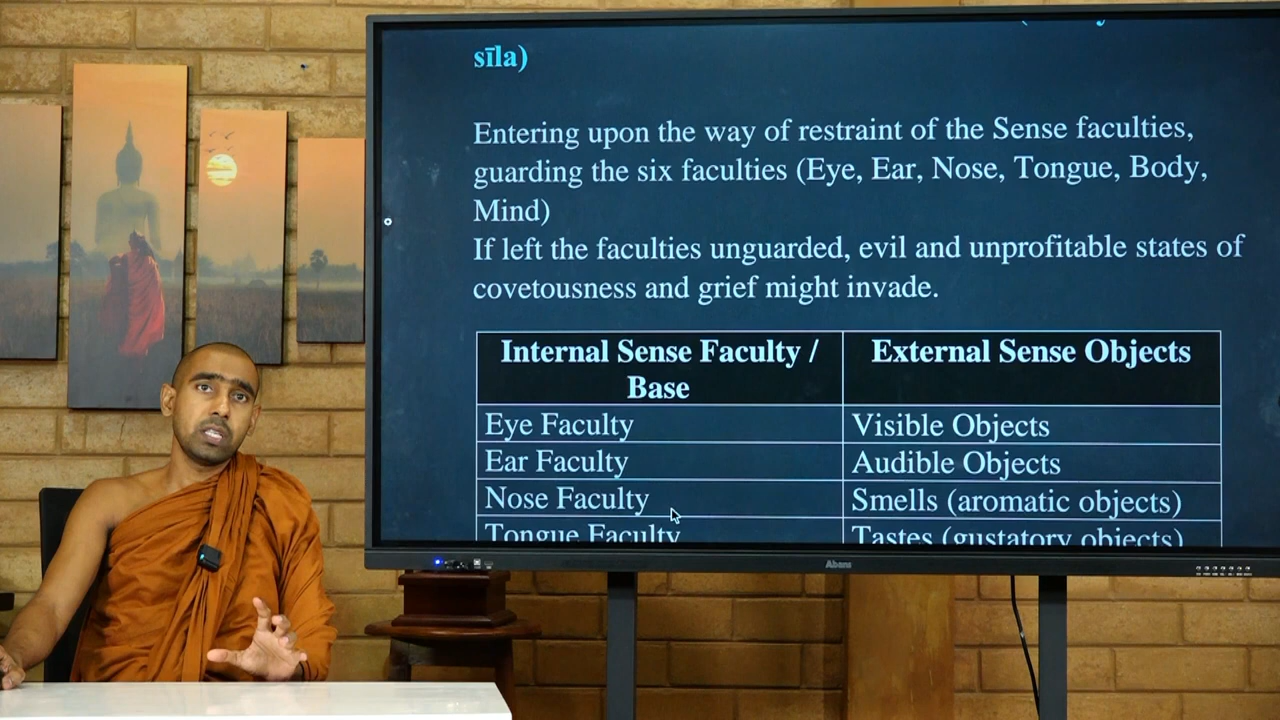 sīla)
Entering upon the way of restraint of the Sense faculties,
guarding the six faculties (Eye, Ear, Nose, Tongue, Body,
Mind)
If left the faculties unguarded, evil and unprofitable states of
covetousness and grief might invade.
Internal Sense Faculty /
Base
External Sense Objects
Eye Faculty
Visible Objects
Ear Faculty
Audible Objects
Nose Faculty
Smells (aromatic objects)
Tongue Faculty
Tastes (gustatory objects)
Abans